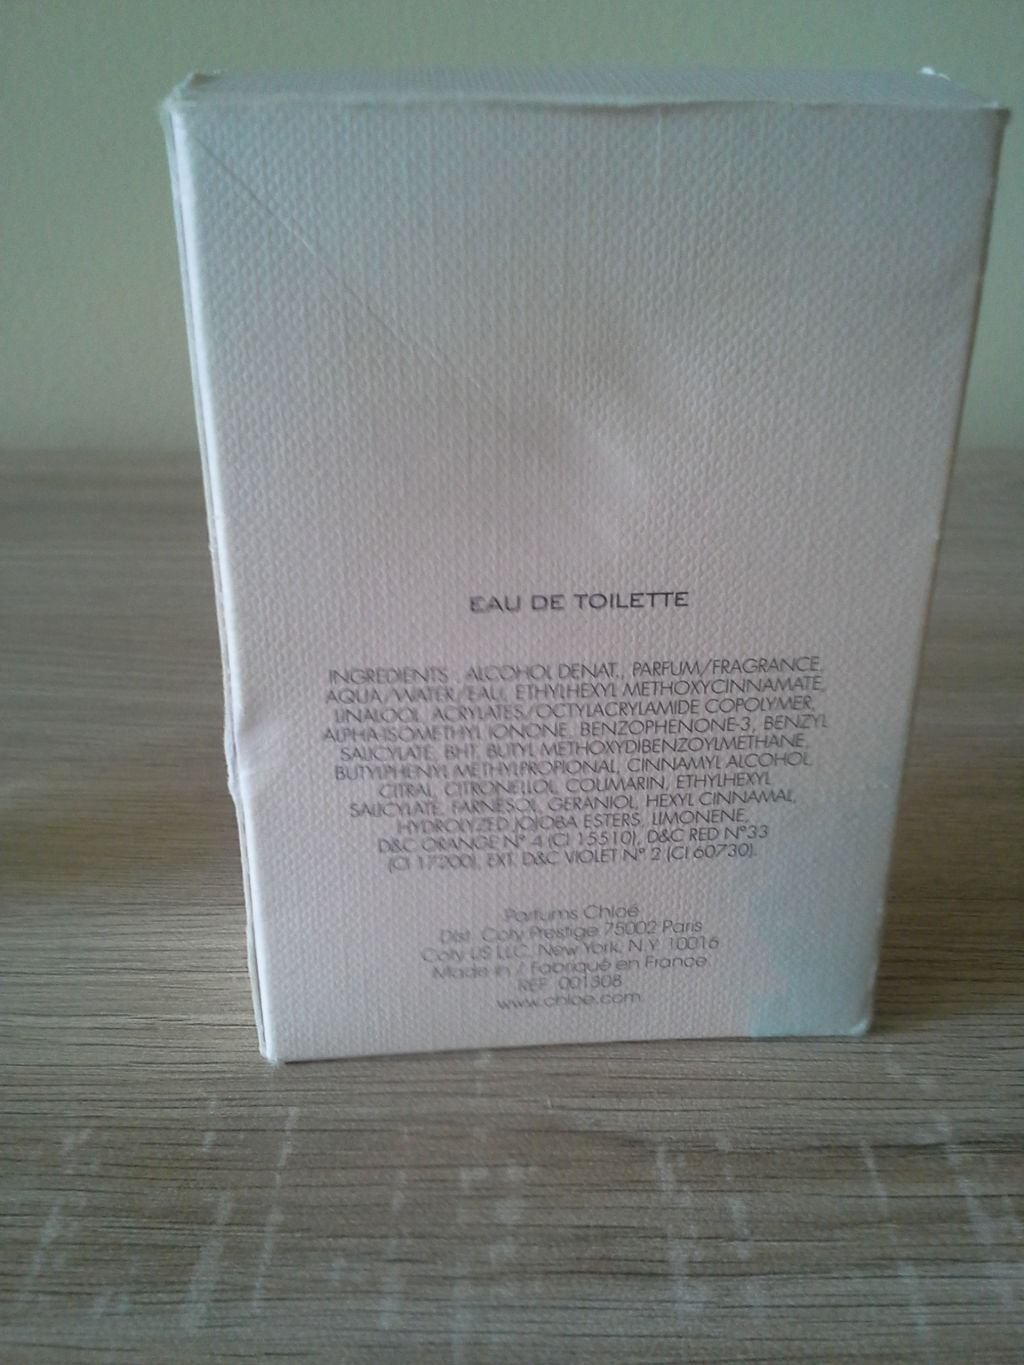 EAU DE TOILETTE
INGREDIENTS : ALCOHOL DENAT., PARFUM/FRAGRANCE,
AQUA/WATER/EAU, ETHYLHEXYL METHOXYCINNAMATE,
LINALOOL, ACRYLATES/OCTYLACRYLAMIDE COPOLYMER,
ALPHA-ISOMETHYL IONONE, BENZOPHENONE-3, BENZYL
SALICYLATE, BHT, BUTYL METHOXYDIBENZOYLMETHANE,
BUTYLPHENYL METHYLPROPIONAL, CINNAMYL ALCOHOL,
CITRAL, CITRONELLOL, COUMARIN, ETHYLHEXYL
SALICYLATE, FARNESOL, GERANIOL, HEXYL CINNAMAL,
HYDROLYZED JOJOBA ESTERS, LIMONENE,
D&C ORANGE N° 4 (CI 15510), D&C RED N°33
(CI 17200), EXT. D&C VIOLET N° 2 (CI 60730).
Parfums Chloé
Dist. Coty Prestige 75002 Paris
Coty US LLC, New York, N.Y. 10016
Made in / Fabriqué en France
REF. 001308
www.chloe.com